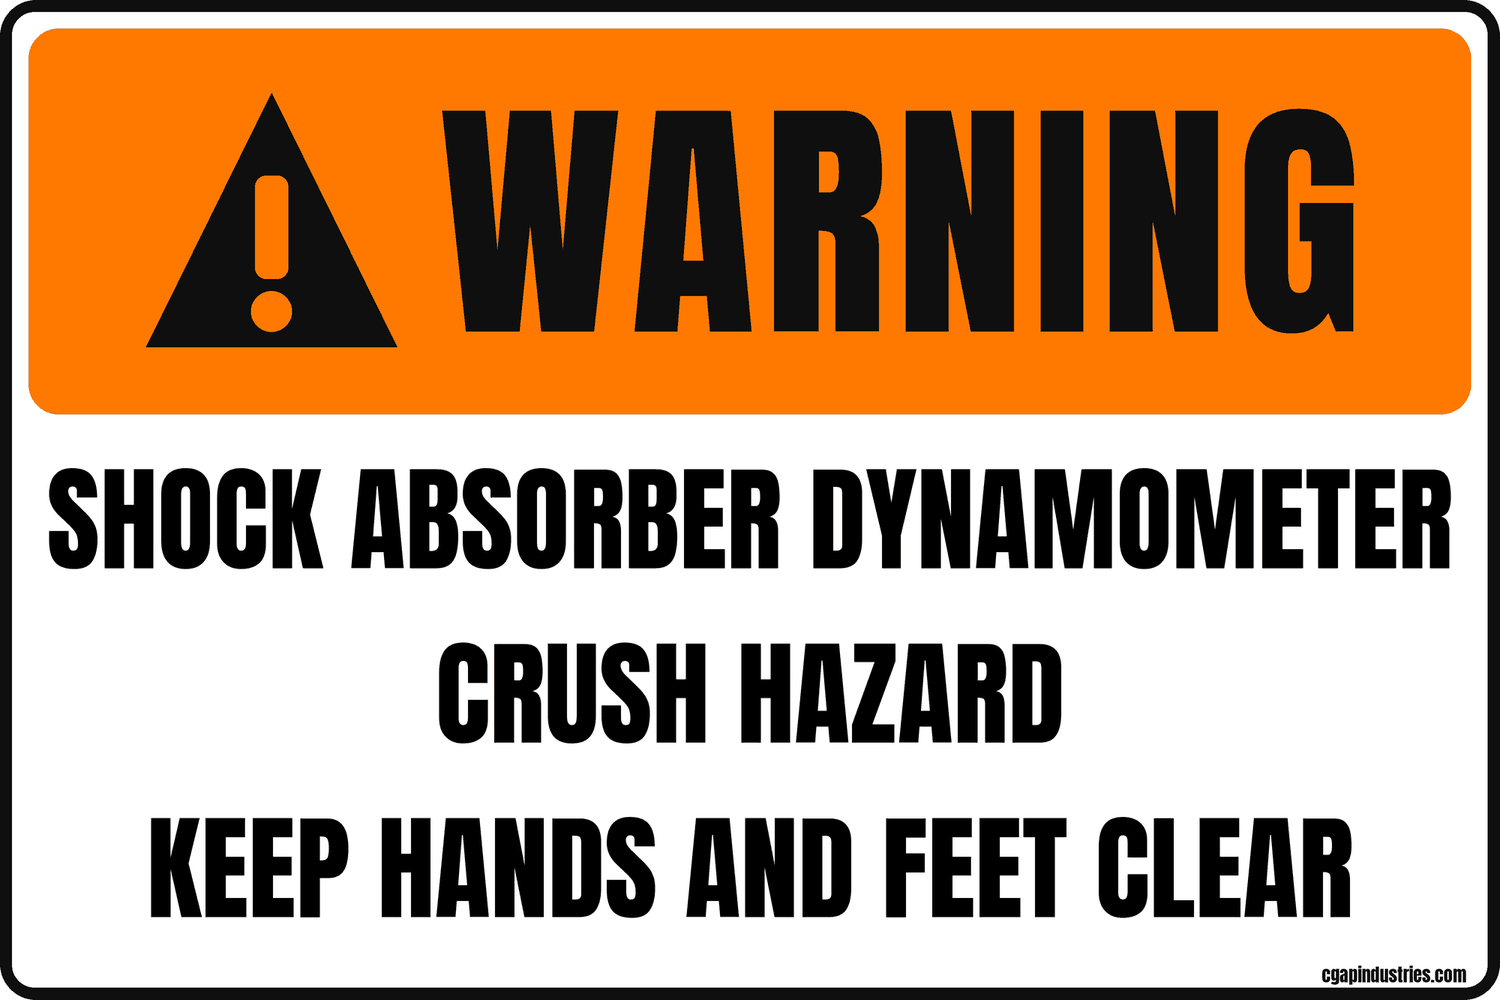 WARNING
SHOCK ABSORBER DYNAMOMETER
CRUSH HAZARD
KEEP HANDS AND FEET CLEAR
cgapindustries.com